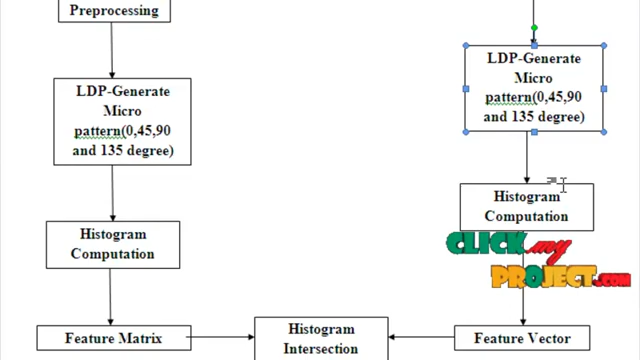 Preprocessing
LDP-Generate
Micro
pattern(0,45,90
and 135 degree)
Histogram
Computation
Feature Matrix
LDP-Generate
Micro
pattern(0,45,90
and 135 degree)
Histogram
Computation
CLICK my
PROJECT.com
Feature Vector
Histogram
Intersection